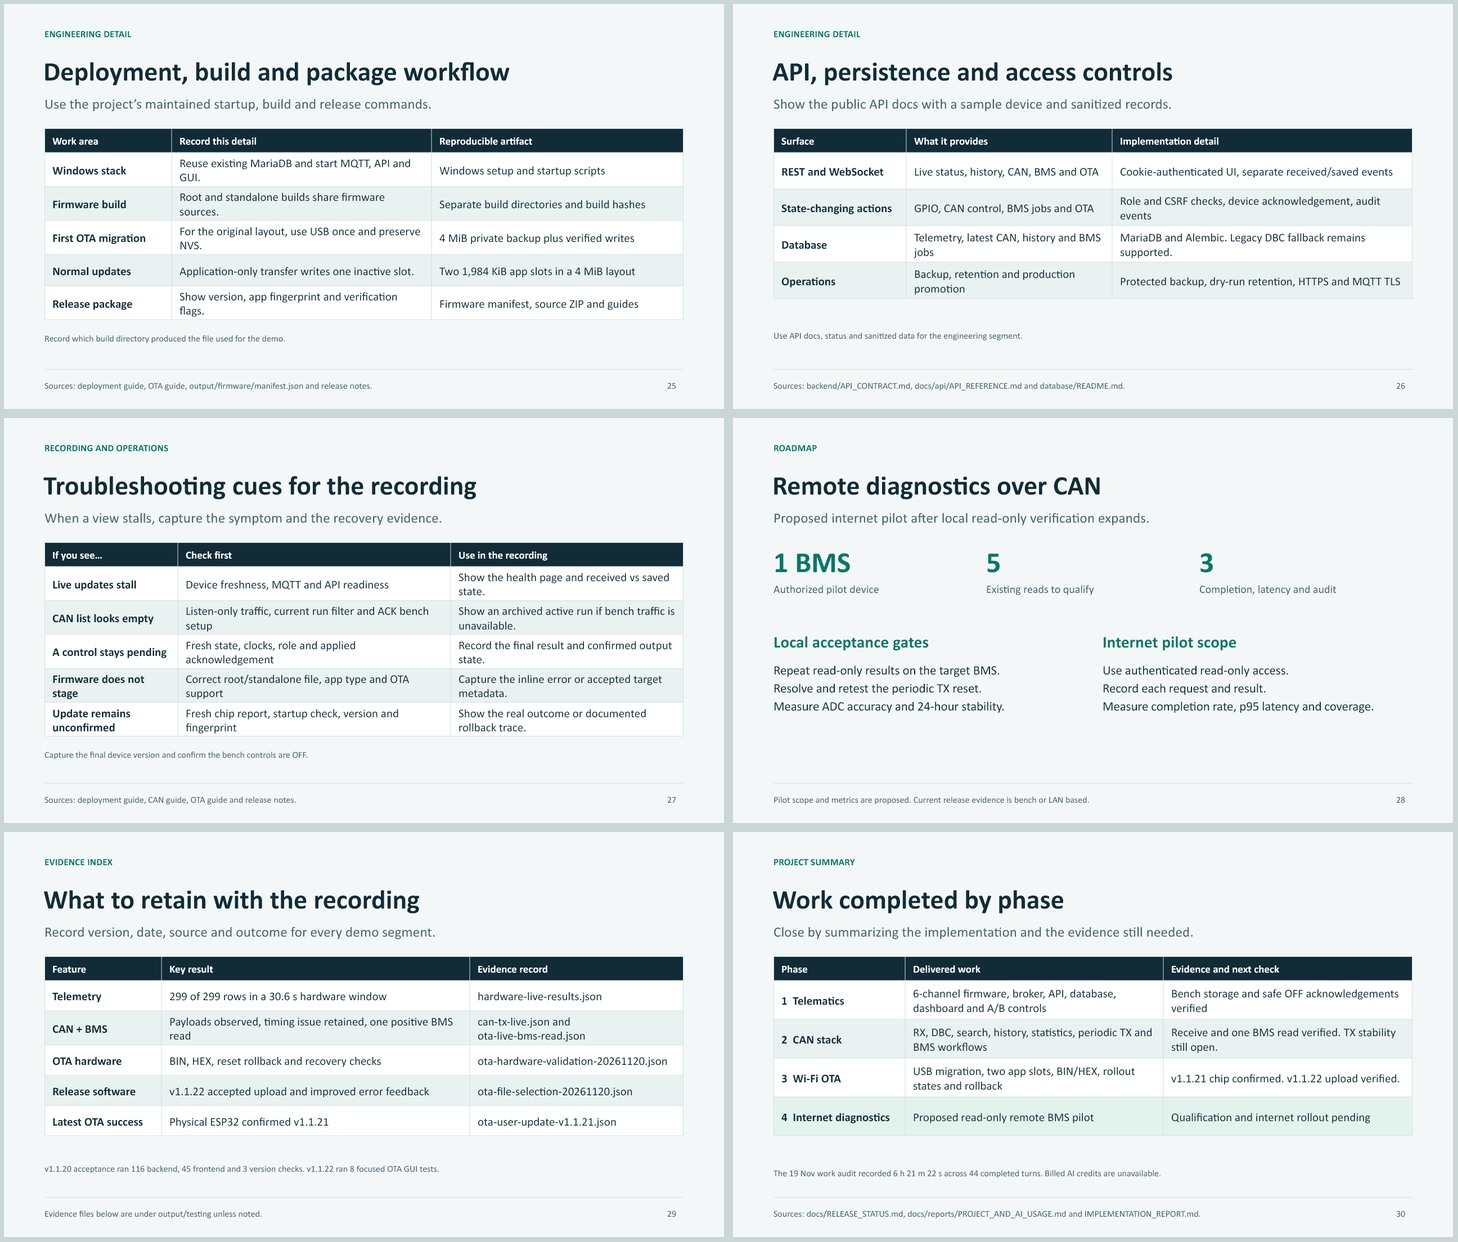 ENGINEERING DETAIL
Deployment, build and package workflow
Use the project's maintained startup, build and release commands.
Work area Record this detail Reproducible artifact
Windows stack Reuse existing MariaDB and start MQTT, API and GUI. Windows setup and startup scripts
Firmware build Root and standalone builds share firmware sources. Separate build directories and build hashes
First OTA migration For the original layout, use USB once and preserve NVS. 4 MiB private backup plus verified writes
Normal updates Application-only transfer writes one inactive slot. Two 1,984 KiB app slots in a 4 MiB layout
Release package Show version, app fingerprint and verification flags. Firmware manifest, source ZIP and guides
Record which build directory produced the file used for the demo.
Sources: deployment guide, OTA guide, output/firmware/manifest.json and release notes. 25
ENGINEERING DETAIL
API, persistence and access controls
Show the public API docs with a sample device and sanitized records.
Surface What it provides Implementation detail
REST and WebSocket Live status, history, CAN, BMS and OTA Cookie-authenticated UI, separate received/saved events
State-changing actions GPIO, CAN control, BMS jobs and OTA Role and CSRF checks, device acknowledgement, audit events
Database Telemetry, latest CAN, history and BMS jobs MariaDB and Alembic. Legacy DBC fallback remains supported.
Operations Backup, retention and production promotion Protected backup, dry-run retention, HTTPS and MQTT TLS
Use API docs, status and sanitized data for the engineering segment.
Sources: backend/API_CONTRACT.md, docs/api/API_REFERENCE.md and database/README.md. 26
RECORDING AND OPERATIONS
Troubleshooting cues for the recording
When a view stalls, capture the symptom and the recovery evidence.
If you see… Check first Use in the recording
Live updates stall Device freshness, MQTT and API readiness Show the health page and received vs saved state.
CAN list looks empty Listen-only traffic, current run filter and ACK bench setup Show an archived active run if bench traffic is unavailable.
A control stays pending Fresh state, clocks, role and applied acknowledgement Record the final result and confirmed output state.
Firmware does not stage Correct root/standalone file, app type and OTA support Capture the inline error or accepted target metadata.
Update remains unconfirmed Fresh chip report, startup check, version and fingerprint Show the real outcome or documented rollback trace.
Capture the final device version and confirm the bench controls are OFF.
Sources: deployment guide, CAN guide, OTA guide and release notes. 27
ROADMAP
Remote diagnostics over CAN
Proposed internet pilot after local read-only verification expands.
1 BMS 5 3
Authorized pilot device Existing reads to qualify Completion, latency and audit
Local acceptance gates
Repeat read-only results on the target BMS.
Resolve and retest the periodic TX reset.
Measure ADC accuracy and 24-hour stability.
Internet pilot scope
Use authenticated read-only access.
Record each request and result.
Measure completion rate, p95 latency and coverage.
Pilot scope and metrics are proposed. Current release evidence is bench or LAN based. 28
EVIDENCE INDEX
What to retain with the recording
Record version, date, source and outcome for every demo segment.
Feature Key result Evidence record
Telemetry 299 of 299 rows in a 30.6 s hardware window hardware-live-results.json
CAN + BMS Payloads observed, timing issue retained, one positive BMS read can-tx-live.json and ota-live-bms-read.json
OTA hardware BIN, HEX, reset rollback and recovery checks ota-hardware-validation-20261120.json
Release software v1.1.22 accepted upload and improved error feedback ota-file-selection-20261120.json
Latest OTA success Physical ESP32 confirmed v1.1.21 ota-user-update-v1.1.21.json
v1.1.20 acceptance ran 116 backend, 45 frontend and 3 version checks. v1.1.22 ran 8 focused OTA GUI tests.
Evidence files below are under output/testing unless noted. 29
PROJECT SUMMARY
Work completed by phase
Close by summarizing the implementation and the evidence still needed.
Phase Delivered work Evidence and next check
1 Telematics 6-channel firmware, broker, API, database, dashboard and A/B controls Bench storage and safe OFF acknowledgements verified
2 CAN stack RX, DBC, search, history, statistics, periodic TX and BMS workflows Receive and one BMS read verified. TX stability still open.
3 Wi-Fi OTA USB migration, two app slots, BIN/HEX, rollout states and rollback v1.1.21 chip confirmed. v1.1.22 upload verified.
4 Internet diagnostics Proposed read-only remote BMS pilot Qualification and internet rollout pending
The 19 Nov work audit recorded 6 h 21 m 22 s across 44 completed turns. Billed AI credits are unavailable.
Sources: docs/RELEASE_STATUS.md, docs/reports/PROJECT_AND_AI_USAGE.md and IMPLEMENTATION_REPORT.md. 30